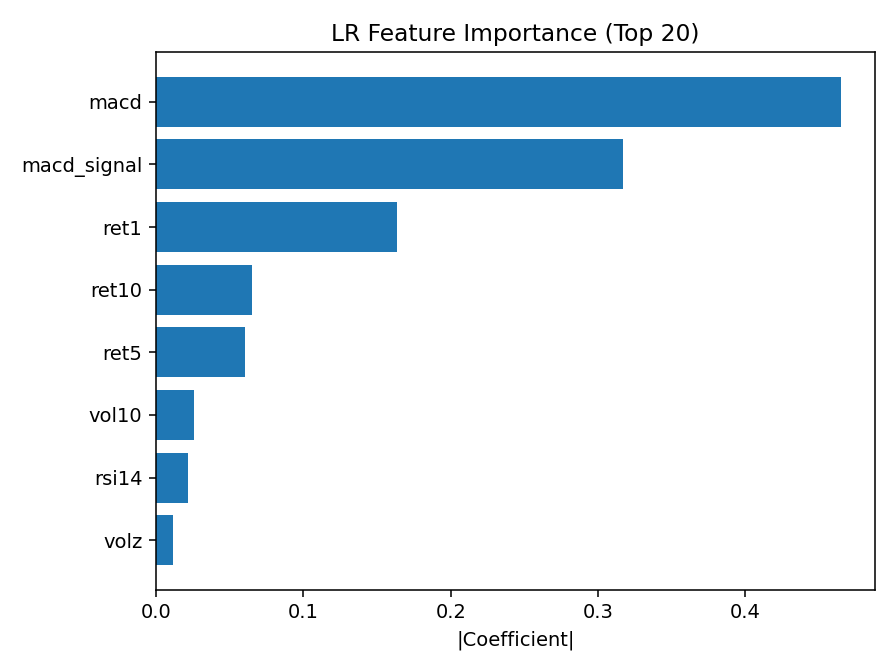 LR Feature Importance (Top 20)
macd
macd_signal
ret1
ret10
ret5
vol10
rsi14
volz
0.0 0.1 0.2 0.3 0.4
|Coefficient|